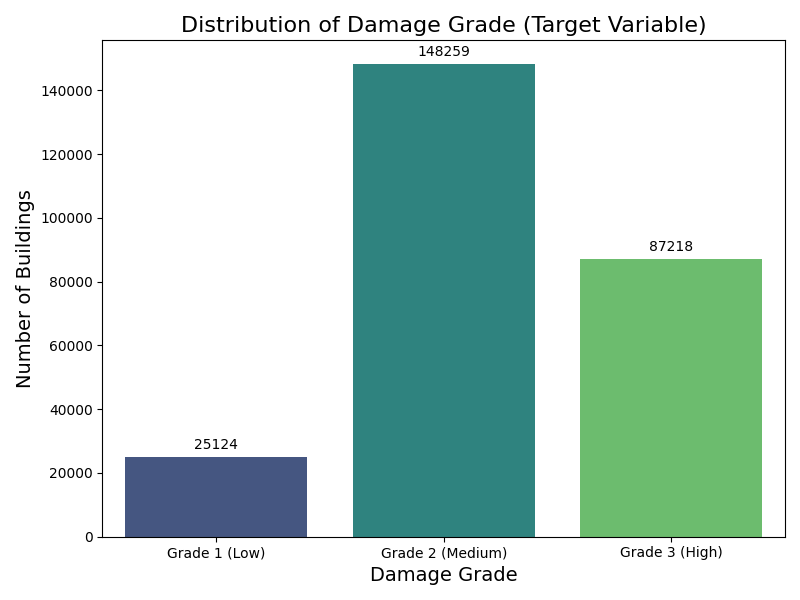 Distribution of Damage Grade (Target Variable)
148259
87218
25124
140000
120000
100000
80000
60000
40000
20000
0
Number of Buildings
Grade 1 (Low)
Grade 2 (Medium)
Grade 3 (High)
Damage Grade